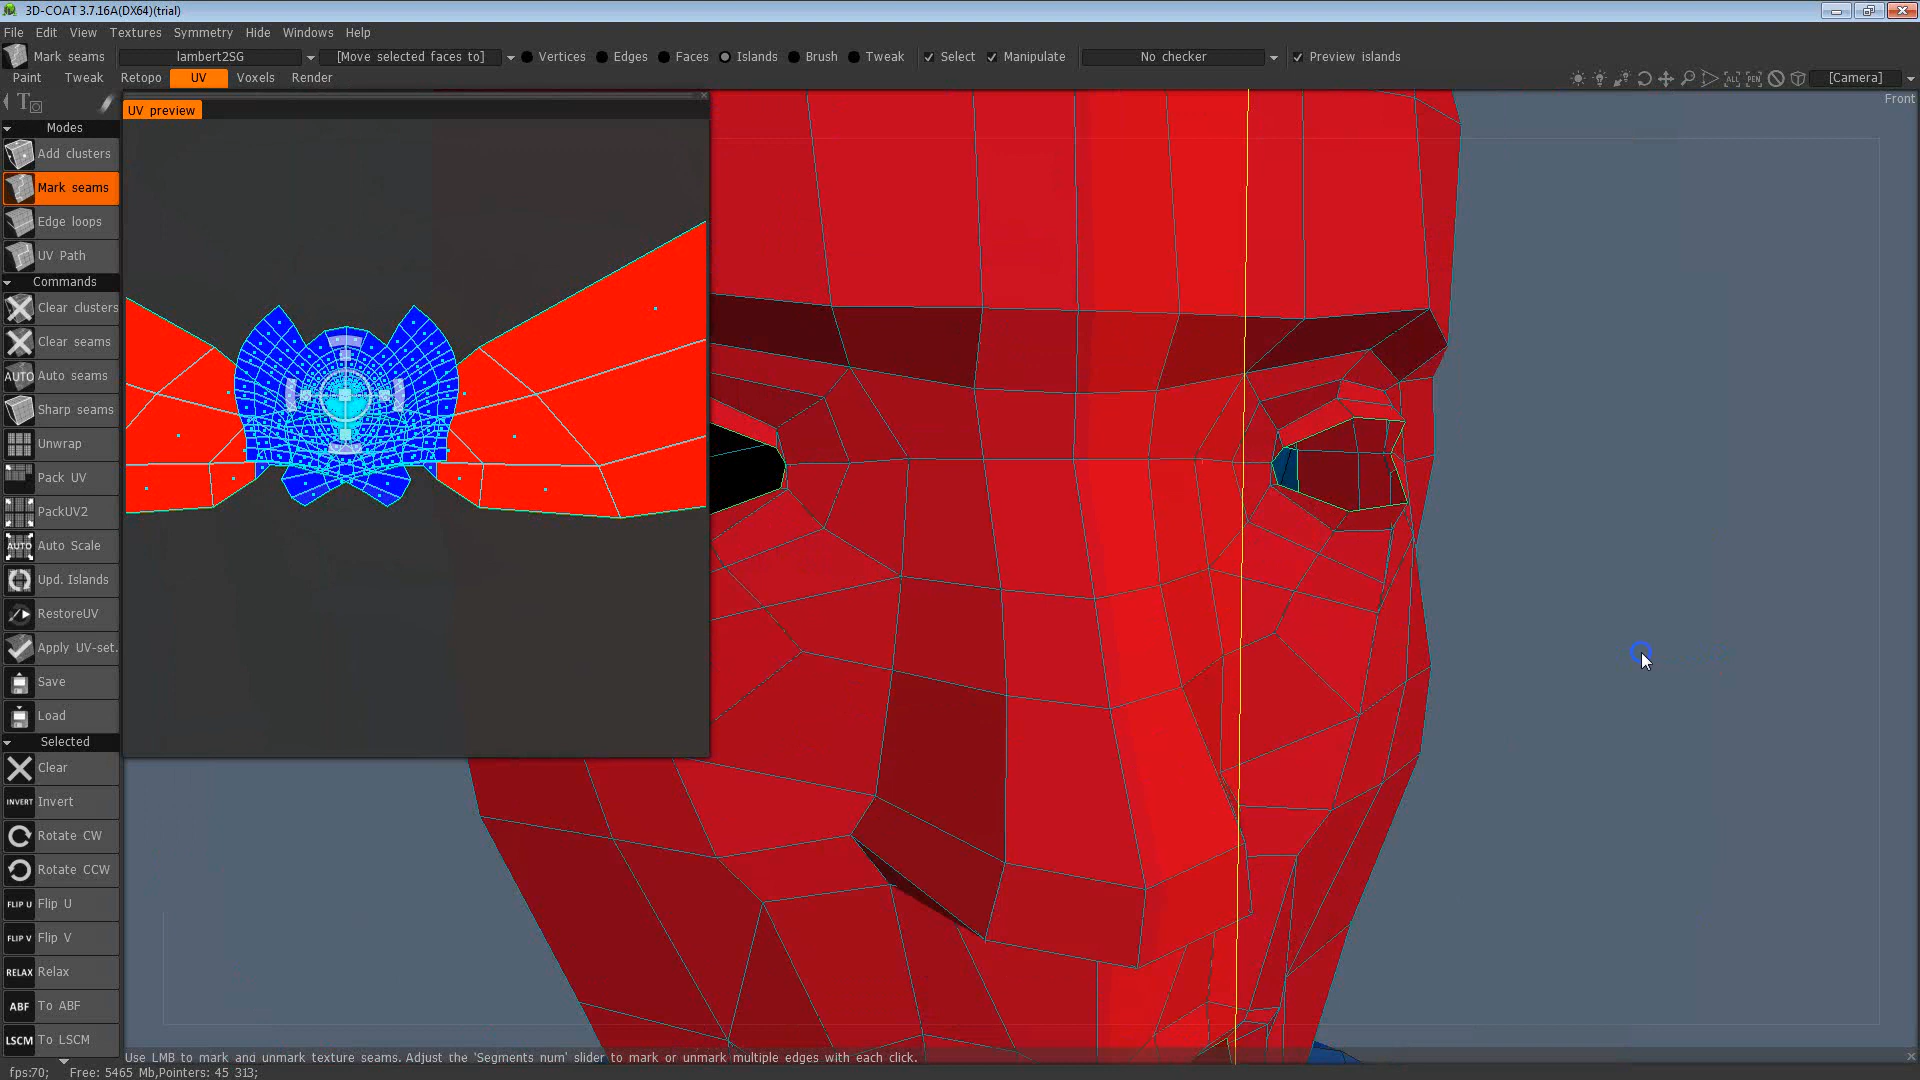 3D-COAT 3.7.16A(DX64)(trial)
File Edit View Textures Symmetry Hide Windows Help
Mark seams lambert2SG [Move selected faces to] Vertices Edges Faces Islands Brush Tweak Select Manipulate No checker Preview islands
Paint Tweak Retopo UV Voxels Render ALL PEN [Camera]
UV preview
Front
Modes
Add clusters
Mark seams
Edge loops
UV Path
Commands
Clear clusters
Clear seams
AUTO Auto seams
Sharp seams
Unwrap
Pack UV
PackUV2
AUTO Auto Scale
Upd. Islands
RestoreUV
Apply UV-set.
Save
Load
Selected
Clear
INVERT Invert
Rotate CW
Rotate CCW
FLIP U Flip U
FLIP V Flip V
RELAX Relax
ABF To ABF
LSCM To LSCM
Use LMB to mark and unmark texture seams. Adjust the 'Segments num' slider to mark or unmark multiple edges with each click.
fps:70; Free: 5465 Mb,Pointers: 45 313;